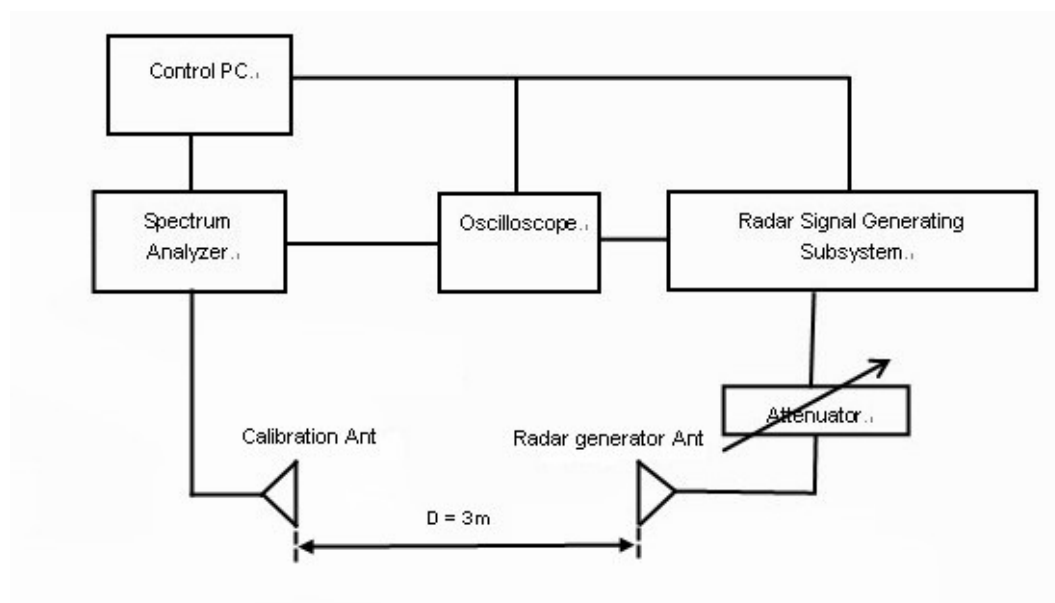 Control PC.
Spectrum
Analyzer.
Oscilloscope.
Radar Signal Generating
Subsystem.
Attenuator.
Calibration Ant
Radar generator Ant
D = 3m